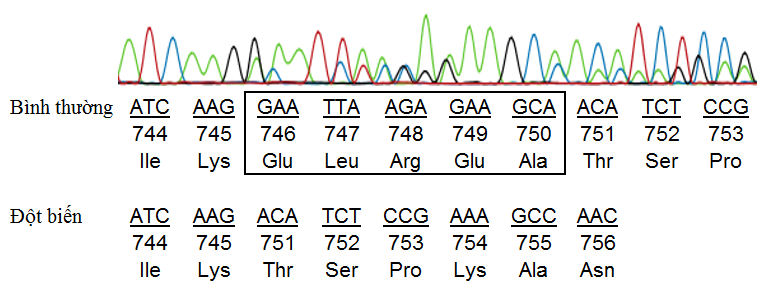 Bình thường ATC AAG GAA TTA AGA GAA GCA ACA TCT CCG
744 745 746 747 748 749 750 751 752 753
Ile Lys Glu Leu Arg Glu Ala Thr Ser Pro
Đột biến ATC AAG ACA TCT CCG AAA GCC AAC
744 745 751 752 753 754 755 756
Ile Lys Thr Ser Pro Lys Ala Asn